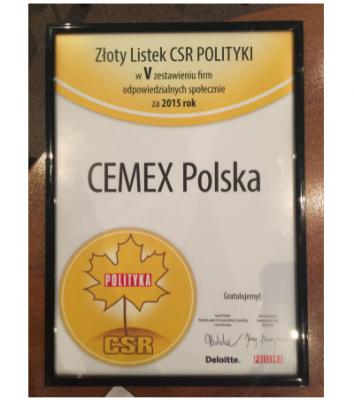 Złoty Listek CSR POLITYKI
w V zestawieniu firm
odpowiedzialnych społecznie
za 2015 rok
CEMEX Polska
POLITYKA
CSR
Gratulujemy!
Deloitte.
POLITYKA